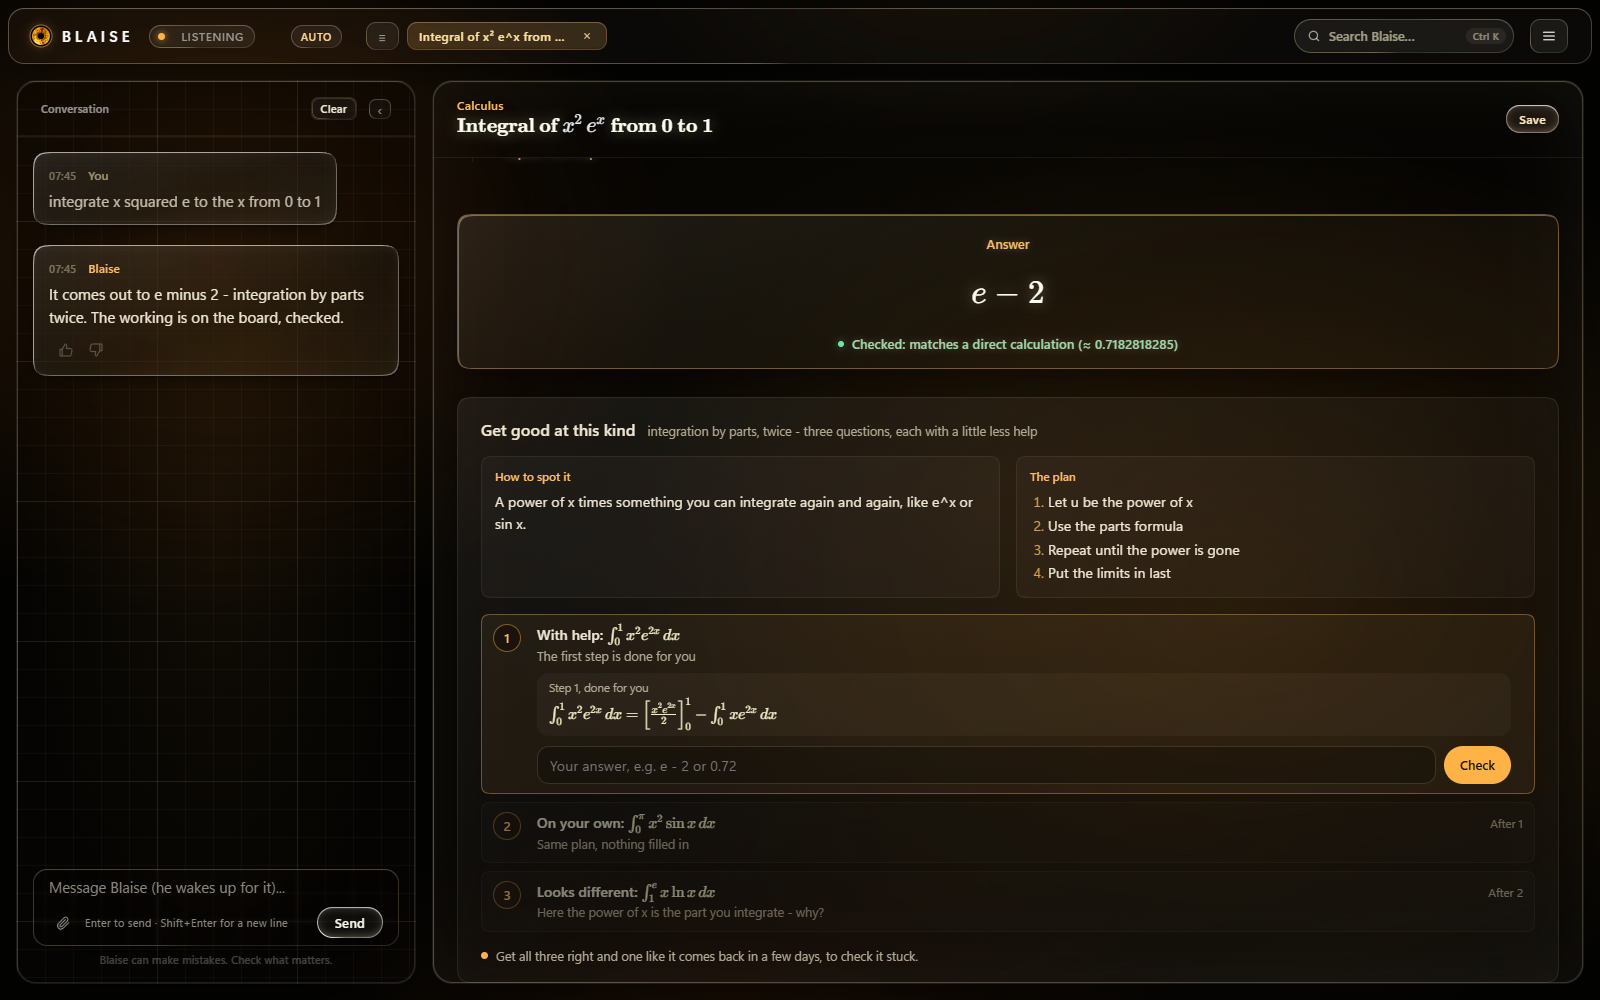 BLAISE
LISTENING
AUTO
Integral of x² e^x from ...
×
Search Blaise...
Ctrl K
Conversation
Clear
07:45 You
integrate x squared e to the x from 0 to 1
07:45 Blaise
It comes out to e minus 2 - integration by parts
twice. The working is on the board, checked.
Message Blaise (he wakes up for it)...
Enter to send · Shift+Enter for a new line
Send
Blaise can make mistakes. Check what matters.
Calculus
Integral of x² eˣ from 0 to 1
Save
Answer
e − 2
Checked: matches a direct calculation (≈ 0.7182818285)
Get good at this kind integration by parts, twice - three questions, each with a little less help
How to spot it
A power of x times something you can integrate again and again, like e^x or
sin x.
The plan
1. Let u be the power of x
2. Use the parts formula
3. Repeat until the power is gone
4. Put the limits in last
1
With help: ∫₀¹ x²e²ˣ dx
The first step is done for you
Step 1, done for you
∫₀¹ x²e²ˣ dx = [x²e²ˣ/2]₀¹ − ∫₀¹ xe²ˣ dx
Your answer, e.g. e - 2 or 0.72
Check
2
On your own: ∫₀^π x² sin x dx
Same plan, nothing filled in
After 1
3
Looks different: ∫₁^e x ln x dx
Here the power of x is the part you integrate - why?
After 2
Get all three right and one like it comes back in a few days, to check it stuck.